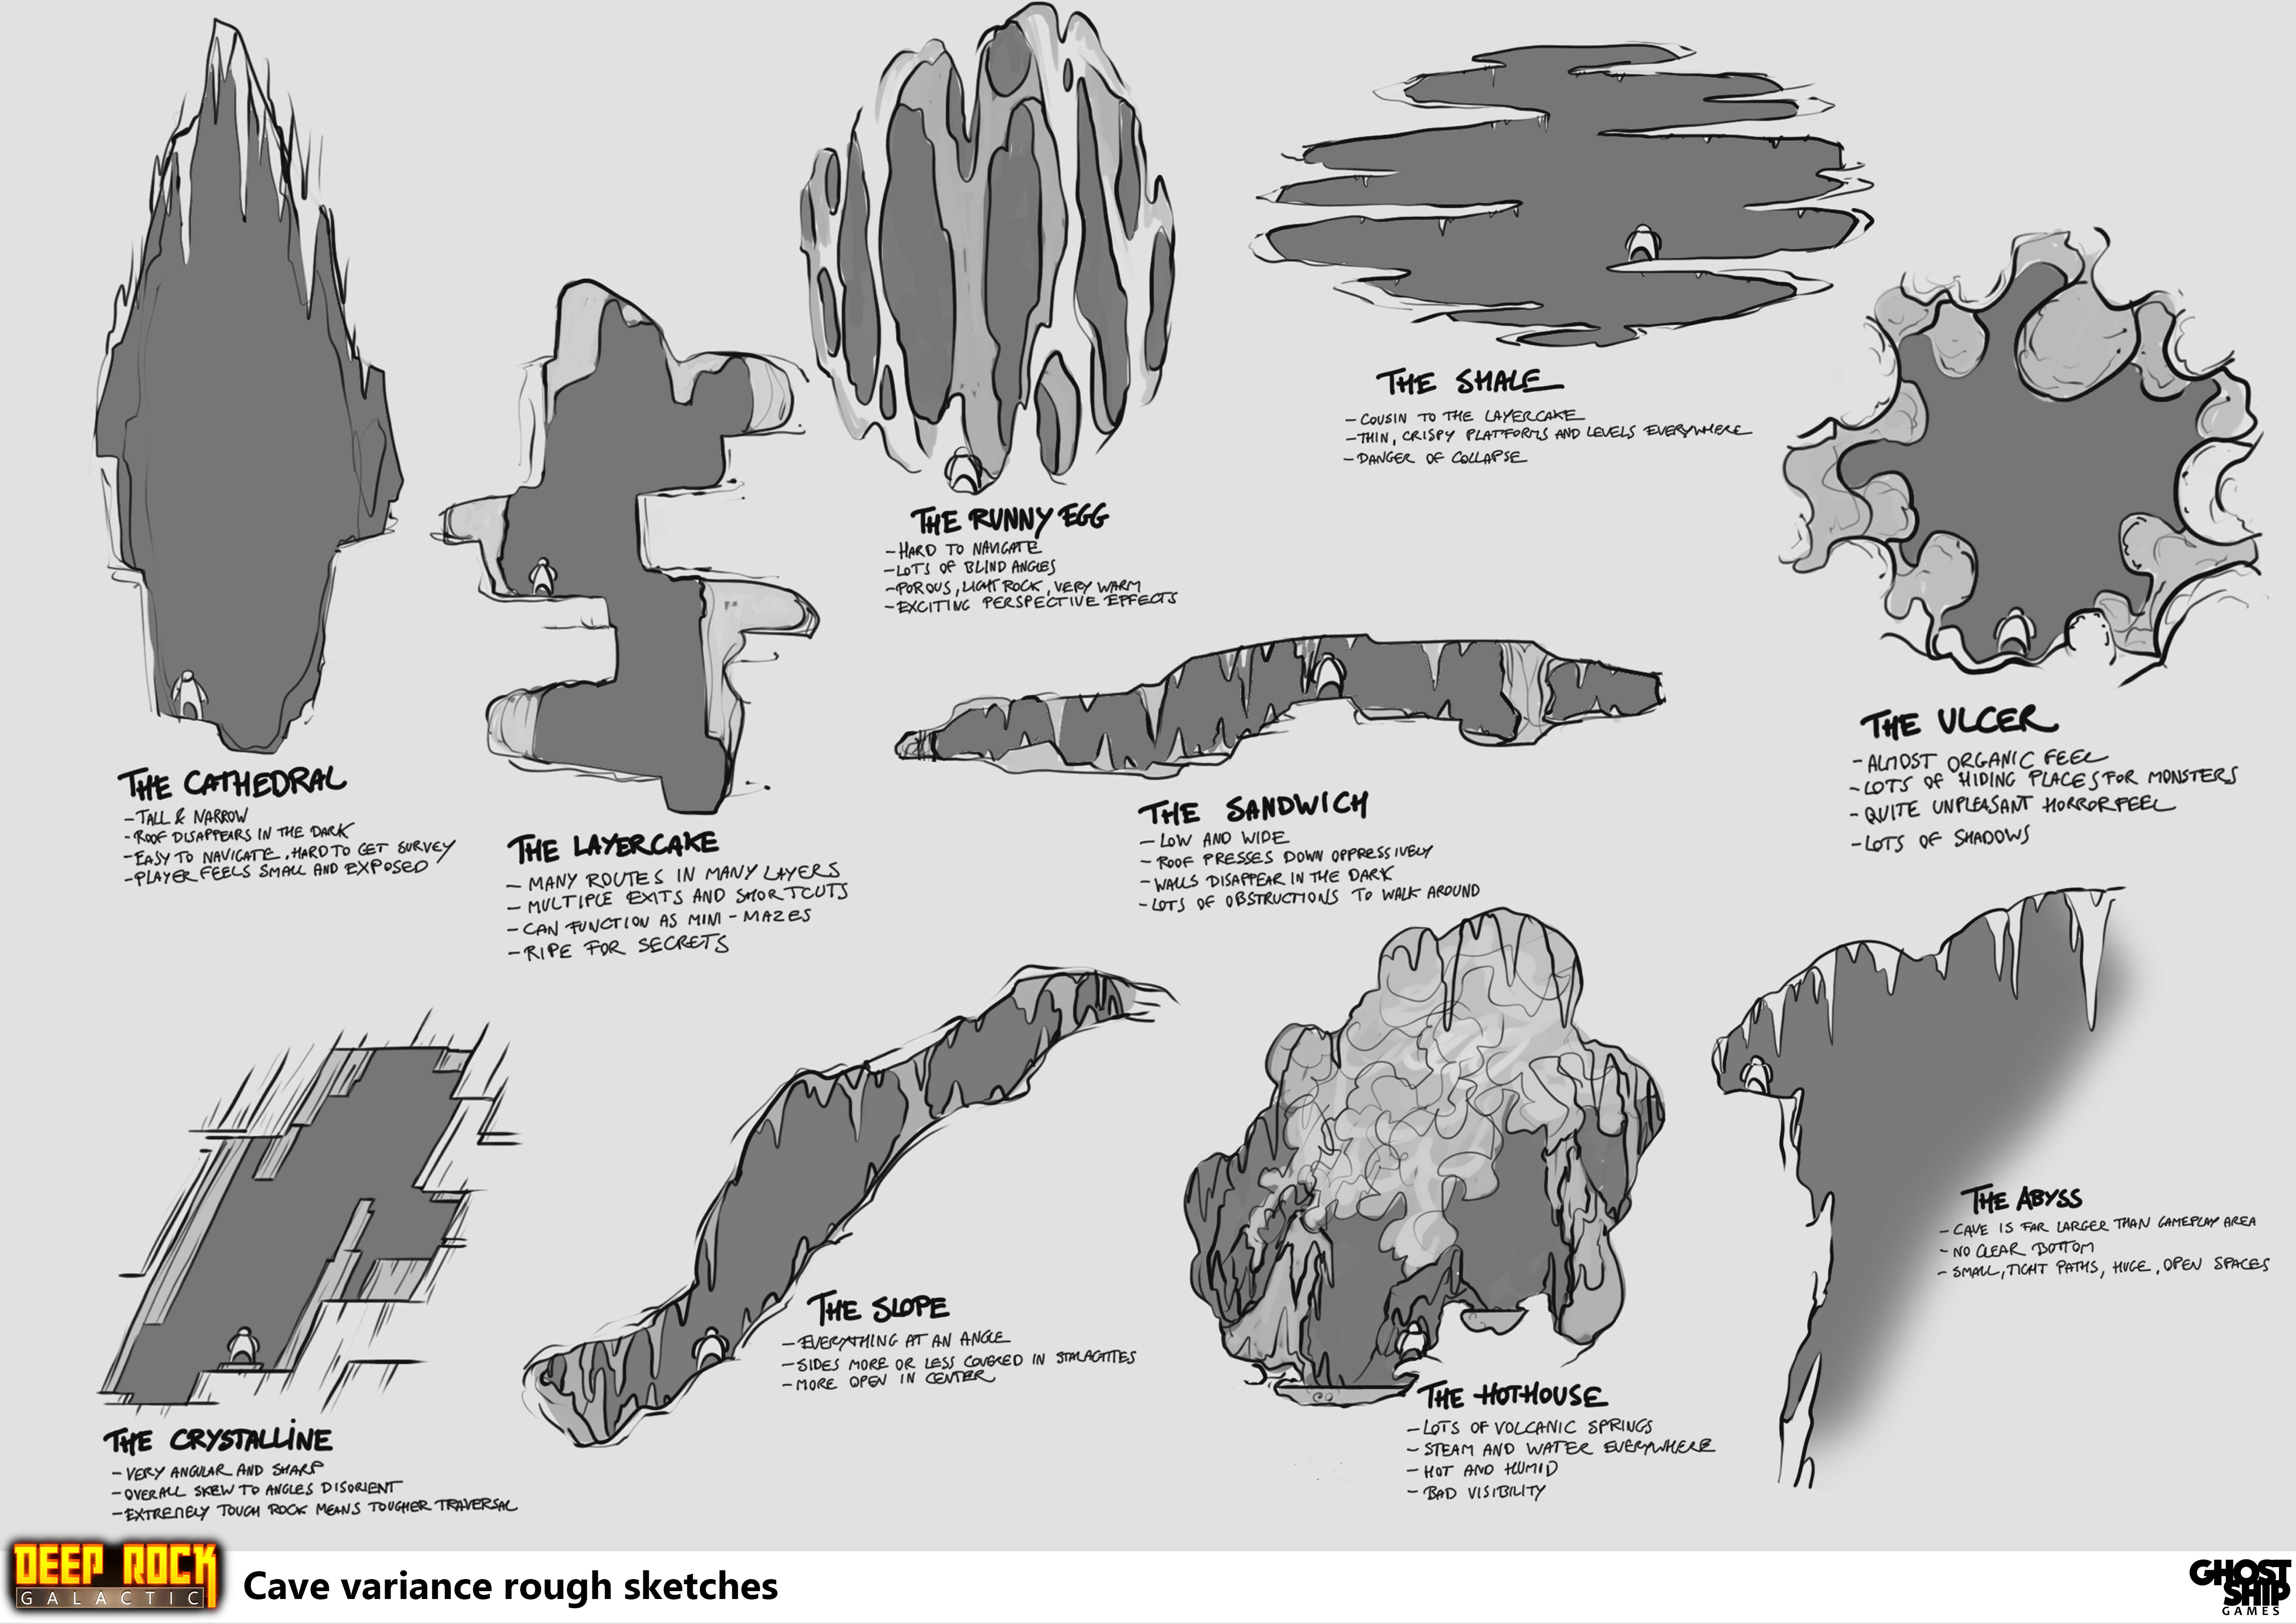 THE CATHEDRAL
- TALL & NARROW
- ROOF DISAPPEARS IN THE DARK
- EASY TO NAVIGATE, HARD TO GET SURVEY
- PLAYER FEELS SMALL AND EXPOSED
THE LAYERCAKE
- MANY ROUTES IN MANY LAYERS
- MULTIPLE EXITS AND SHORTCUTS
- CAN FUNCTION AS MINI-MAZES
- RIPE FOR SECRETS
THE RUNNY EGG
- HARD TO NAVIGATE
- LOTS OF BLIND ANGLES
- POROUS, LIGHT ROCK, VERY WARM
- EXCITING PERSPECTIVE EFFECTS
THE SHALE
- COUSIN TO THE LAYERCAKE
- THIN, CRISPY PLATFORMS AND LEVELS EVERYWHERE
- DANGER OF COLLAPSE
THE SANDWICH
- LOW AND WIDE
- ROOF PRESSES DOWN OPPRESSIVELY
- WALLS DISAPPEAR IN THE DARK
- LOTS OF OBSTRUCTIONS TO WALK AROUND
THE ULCER
- ALMOST ORGANIC FEEL
- LOTS OF HIDING PLACES FOR MONSTERS
- QUITE UNPLEASANT HORRORFEEL
- LOTS OF SHADOWS
THE CRYSTALLINE
- VERY ANGULAR AND SHARP
- OVERALL SKEW TO ANGLES DISORIENT
- EXTREMELY TOUGH ROCK MEANS TOUGHER TRAVERSAL
THE SLOPE
- EVERYTHING AT AN ANGLE
- SIDES MORE OR LESS COVERED IN STALACTITES
- MORE OPEN IN CENTER
THE HOTHOUSE
- LOTS OF VOLCANIC SPRINGS
- STEAM AND WATER EVERYWHERE
- HOT AND HUMID
- BAD VISIBILITY
THE ABYSS
- CAVE IS FAR LARGER THAN GAMEPLAY AREA
- NO CLEAR BOTTOM
- SMALL, TIGHT PATHS, HUGE, OPEN SPACES
DEEP ROCK
GALACTIC
Cave variance rough sketches
GHOST
SHIP
GAMES